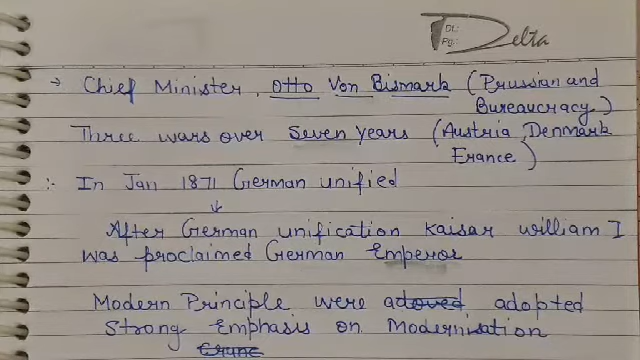 Dt.:
Pg.:
Delta
→ Chief Minister, Otto Von Bismark (Prussian and
Bureaucracy)
Three wars over Seven Years (Austria Denmark
France)
:- In Jan 1871 German unified
↓
After German unification Kaisar william I
was proclaimed German Emperor
Modern Principle were adopted
Strong Emphasis on Modernisation